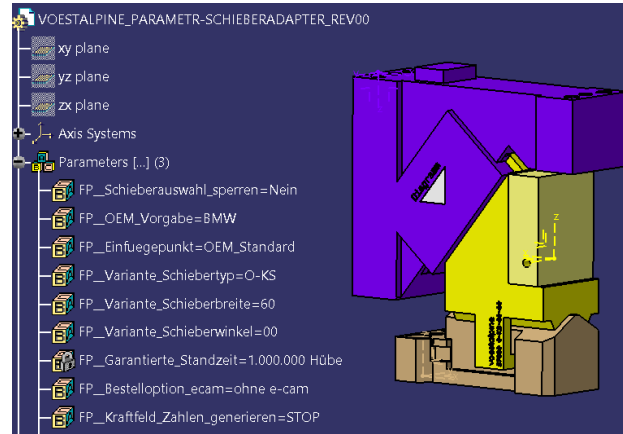 VOESTALPINE_PARAMETR-SCHIEBERADAPTER_REV00
xy plane
yz plane
zx plane
Axis Systems
Parameters [...] (3)
FP__Schieberauswahl_sperren=Nein
FP__OEM_Vorgabe=BMW
FP__Einfuegepunkt=OEM_Standard
FP__Variante_Schiebertyp=O-KS
FP__Variante_Schieberbreite=60
FP__Variante_Schieberwinkel=00
FP__Garantierte_Standzeit=1.000.000 Hübe
FP__Bestelloption_ecam=ohne e-cam
FP__Kraftfeld_Zahlen_generieren=STOP
Diagram
z